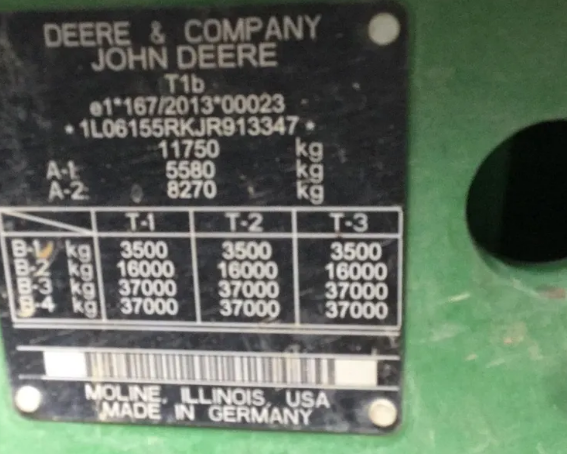 DEERE & COMPANY
JOHN DEERE
T1b
e1*167/2013*00023
* 1L06155RKJR913347 *
11750 kg
A-1 5580 kg
A-2 8270 kg
T-1 T-2 T-3
B-1 kg 3500 3500 3500
B-2 kg 16000 16000 16000
B-3 kg 37000 37000 37000
B-4 kg 37000 37000 37000
MOLINE, ILLINOIS, USA
MADE IN GERMANY